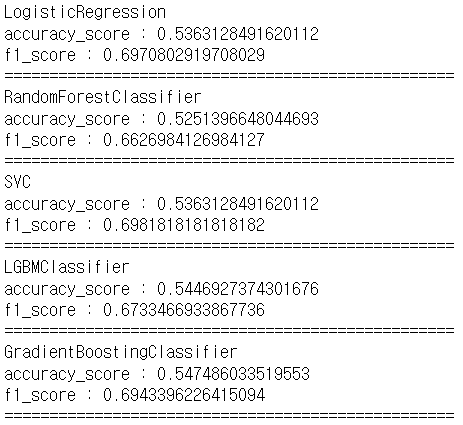 LogisticRegression
accuracy_score : 0.5363128491620112
f1_score : 0.6970802919708029
==================================================
RandomForestClassifier
accuracy_score : 0.5251396648044693
f1_score : 0.6626984126984127
==================================================
SVC
accuracy_score : 0.5363128491620112
f1_score : 0.6981818181818182
==================================================
LGBMClassifier
accuracy_score : 0.5446927374301676
f1_score : 0.6733466933867736
==================================================
GradientBoostingClassifier
accuracy_score : 0.547486033519553
f1_score : 0.6943396226415094
==================================================